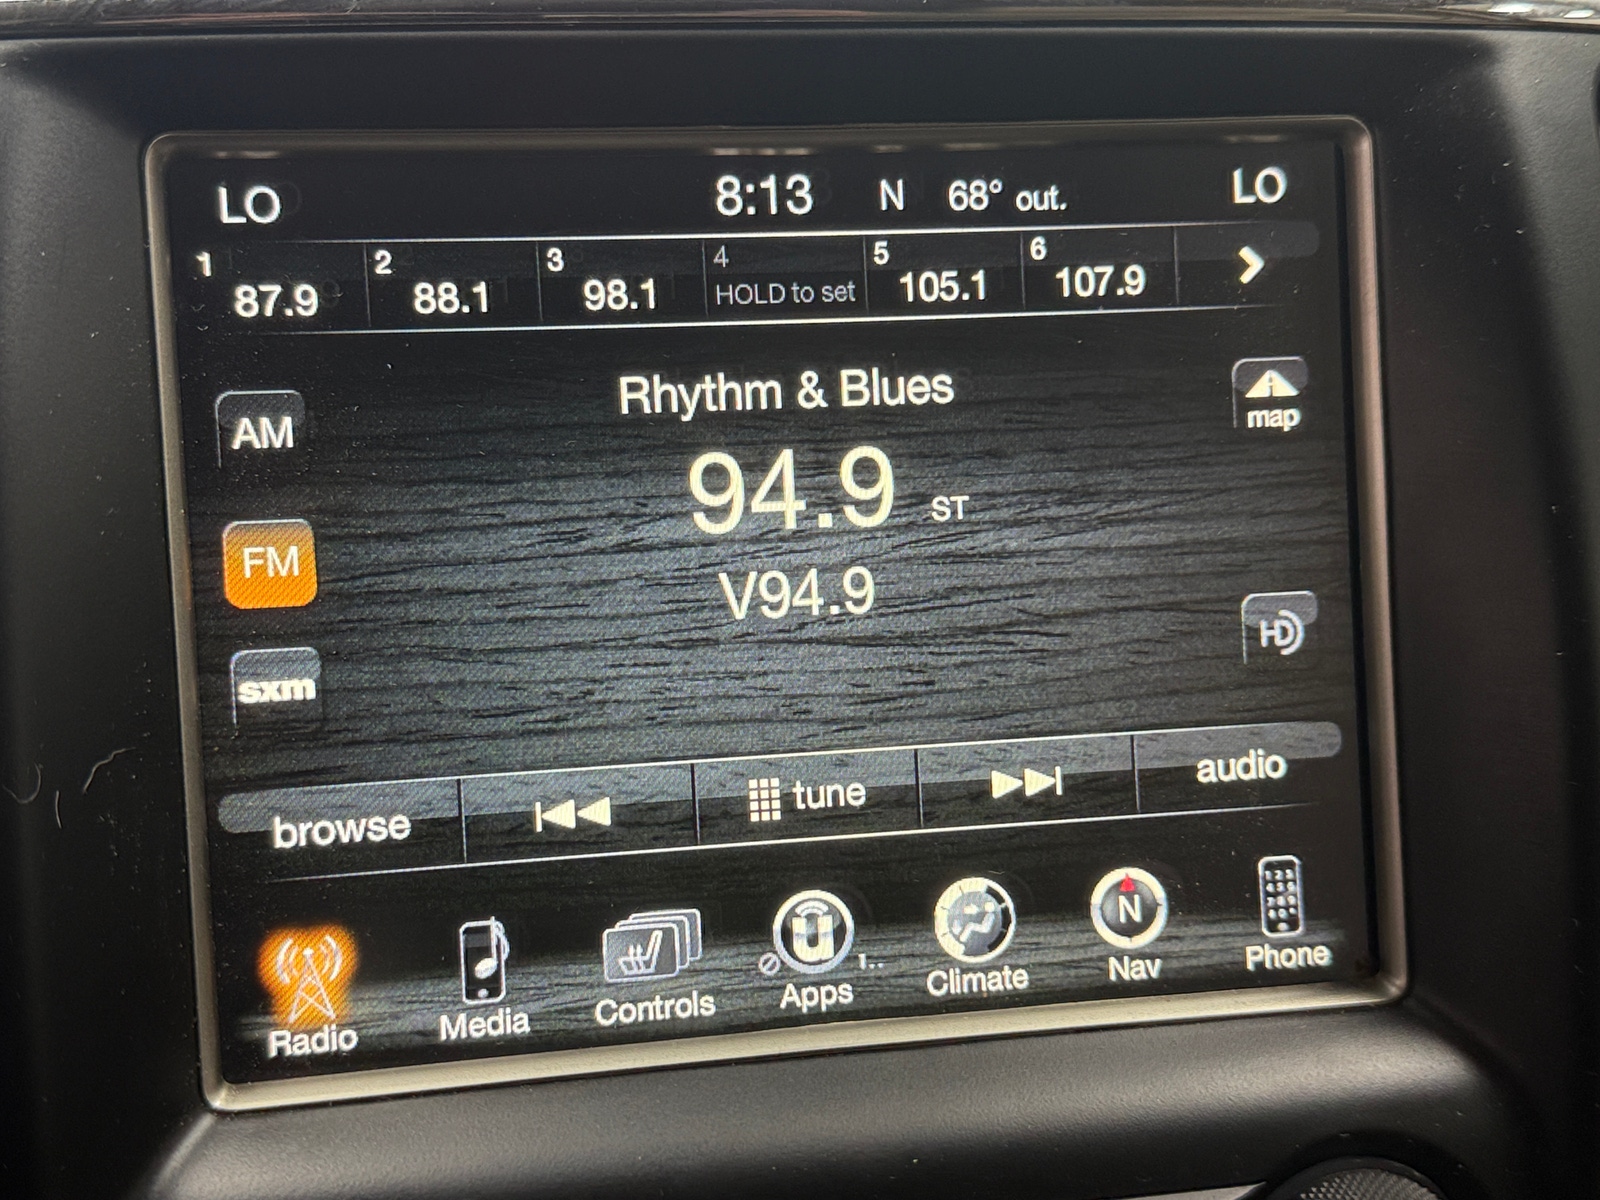 LO 8:13 N 68° out. LO
1 87.9 2 88.1 3 98.1 4 HOLD to set 5 105.1 6 107.9
Rhythm & Blues
map
AM
94.9 ST
FM
V94.9
HD
sxm
browse tune audio
Radio Media Controls Apps Climate Nav Phone
U
N
1..